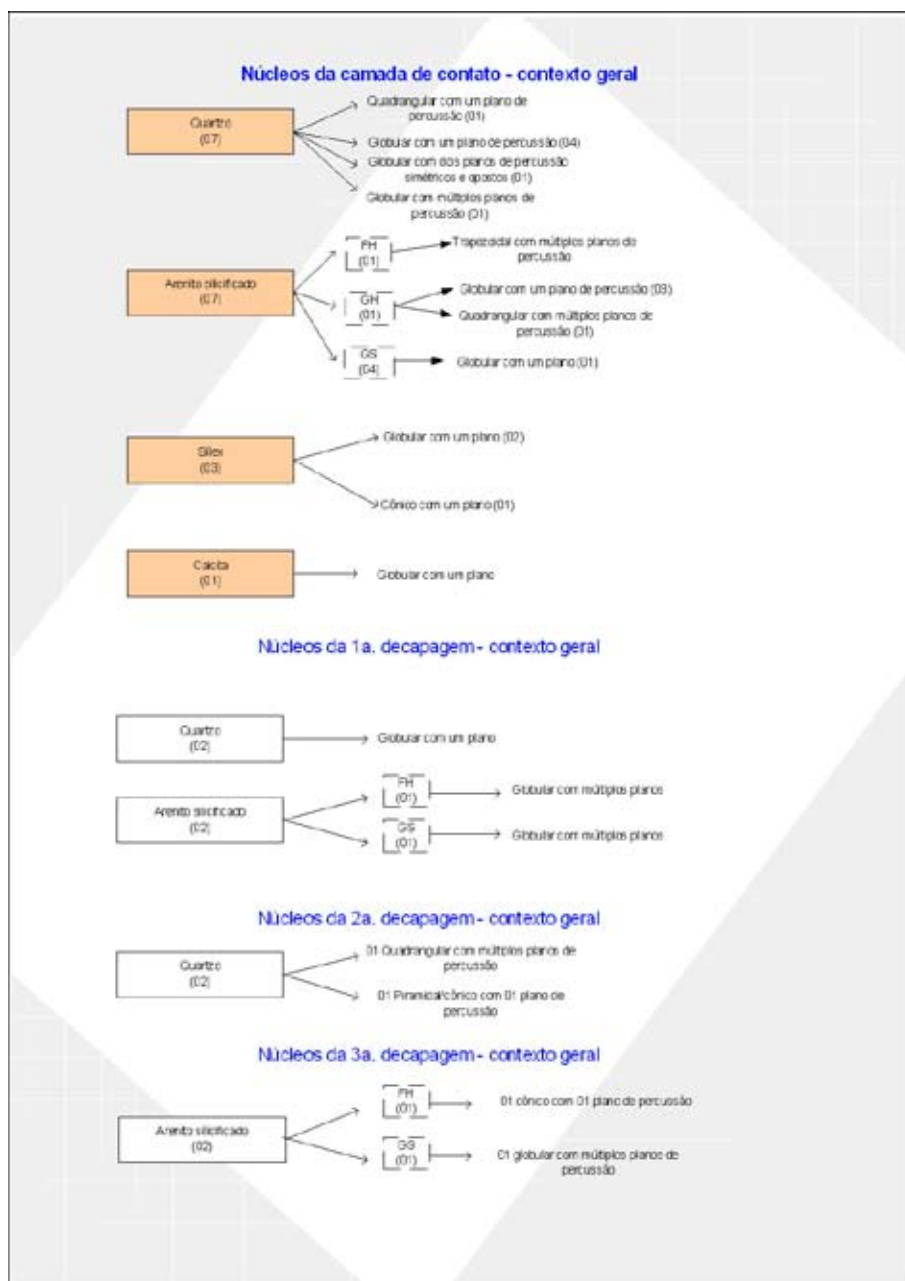 Núcleos da camada de contato - contexto geral
Quartzo
(07)
Quadrangular com um plano de
percussão (01)
Globular com um plano de percussão (04)
Globular com dos planos de percussão
simétricos e opostos (01)
Globular com múltiplos planos de
percussão (01)
Arenito silicificado
(07)
FH
(01)
Trapezoidal com múltiplos planos de
percussão
GH
(01)
Globular com um plano de percussão (03)
Quadrangular com múltiplos planos de
percussão (01)
GS
(04)
Globular com um plano (01)
Sílex
(03)
Globular com um plano (02)
Cônico com um plano (01)
Calcita
(01)
Globular com um plano
Núcleos da 1a. decapagem - contexto geral
Quartzo
(02)
Globular com um plano
Arenito silicificado
(02)
FH
(01)
Globular com múltiplos planos
GS
(01)
Globular com múltiplos planos
Núcleos da 2a. decapagem - contexto geral
Quartzo
(02)
01 Quadrangular com múltiplos planos de
percussão
01 Piramidal/cônico com 01 plano de
percussão
Núcleos da 3a. decapagem - contexto geral
Arenito silicificado
(02)
FH
(01)
01 cônico com 01 plano de percussão
GS
(01)
01 globular com múltiplos planos de
percussão